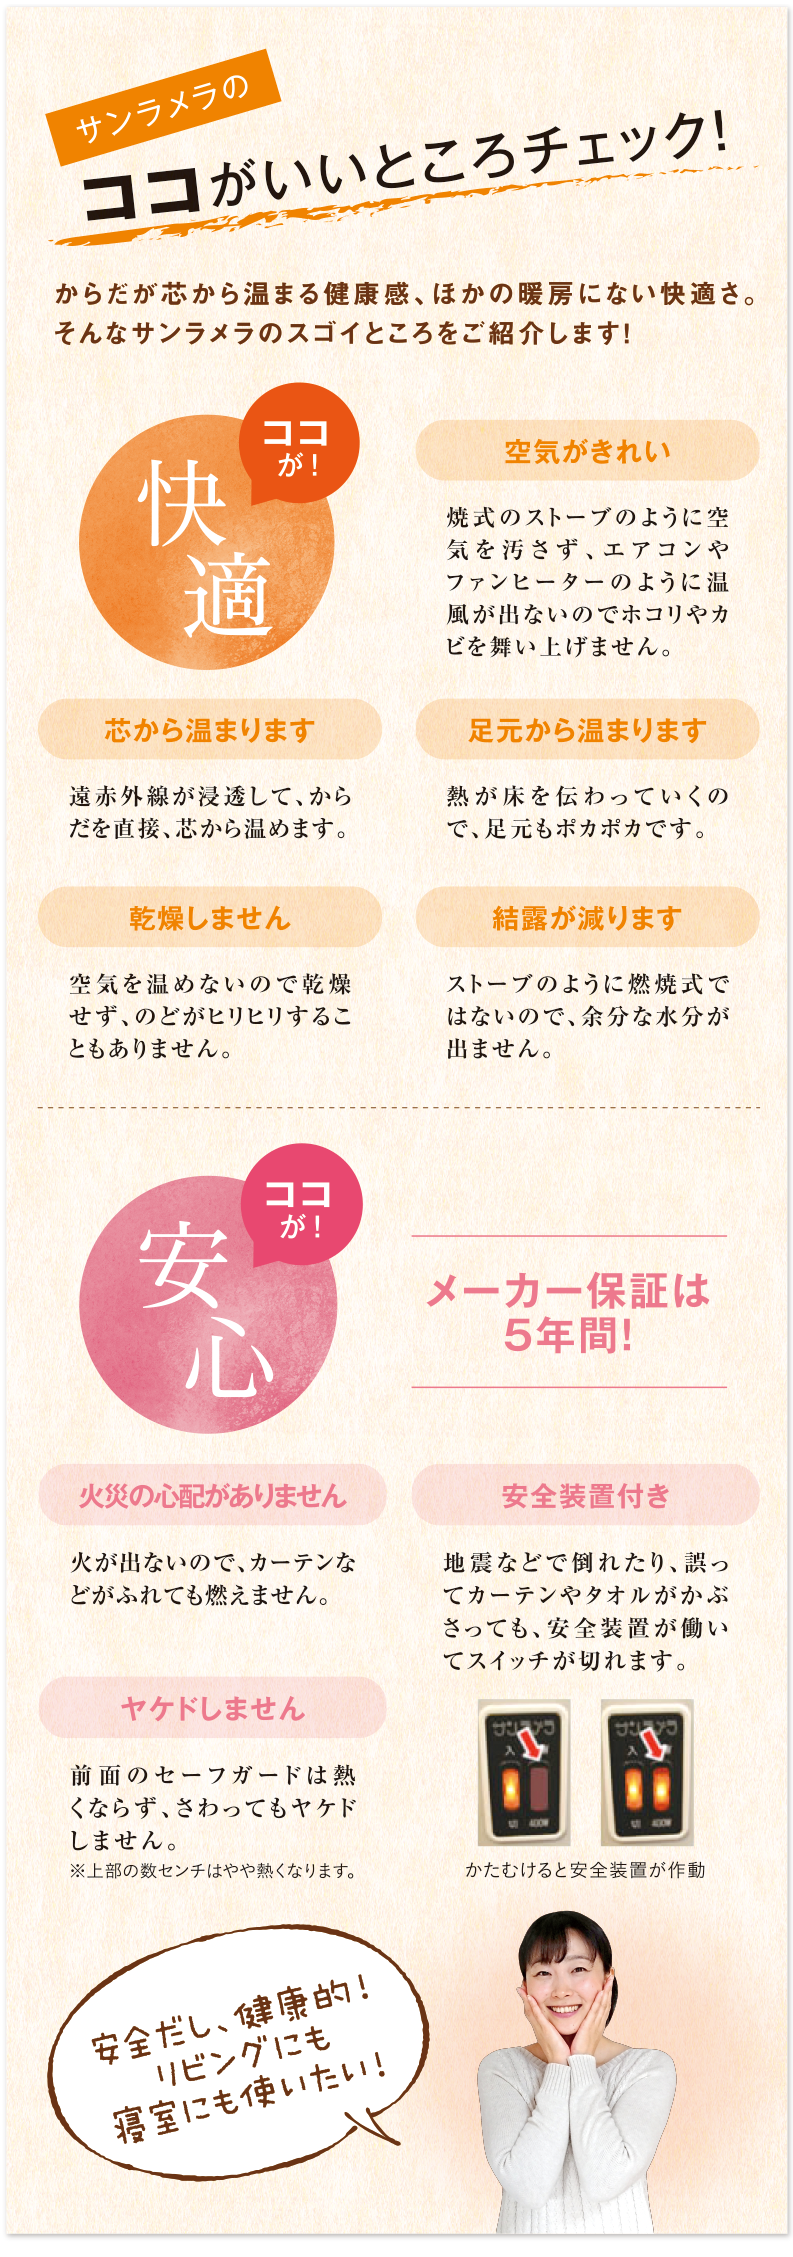 サンラメラの
ココがいいところチェック!
からだが芯から温まる健康感、ほかの暖房にない快適さ。
そんなサンラメラのスゴイところをご紹介します!
快適
ココ
が!
空気がきれい
焼式のストーブのように空
気を汚さず、エアコンや
ファンヒーターのように温
風が出ないのでホコリやカ
ビを舞い上げません。
芯から温まります
遠赤外線が浸透して、から
だを直接、芯から温めます。
足元から温まります
熱が床を伝わっていくの
で、足元もポカポカです。
乾燥しません
空気を温めないので乾燥
せず、のどがヒリヒリするこ
ともありません。
結露が減ります
ストーブのように燃焼式で
はないので、余分な水分が
出ません。
安心
ココ
が!
メーカー保証は
5年間!
火災の心配がありません
火が出ないので、カーテンな
どがふれても燃えません。
安全装置付き
地震などで倒れたり、誤っ
てカーテンやタオルがかぶ
さっても、安全装置が働い
てスイッチが切れます。
ヤケドしません
前面のセーフガードは熱
くならず、さわってもヤケド
しません。
※上部の数センチはやや熱くなります。
サンラメラ
入
切 400W
サンラメラ
入
切 400W
かたむけると安全装置が作動
安全だし、健康的!
リビングにも
寝室にも使いたい!